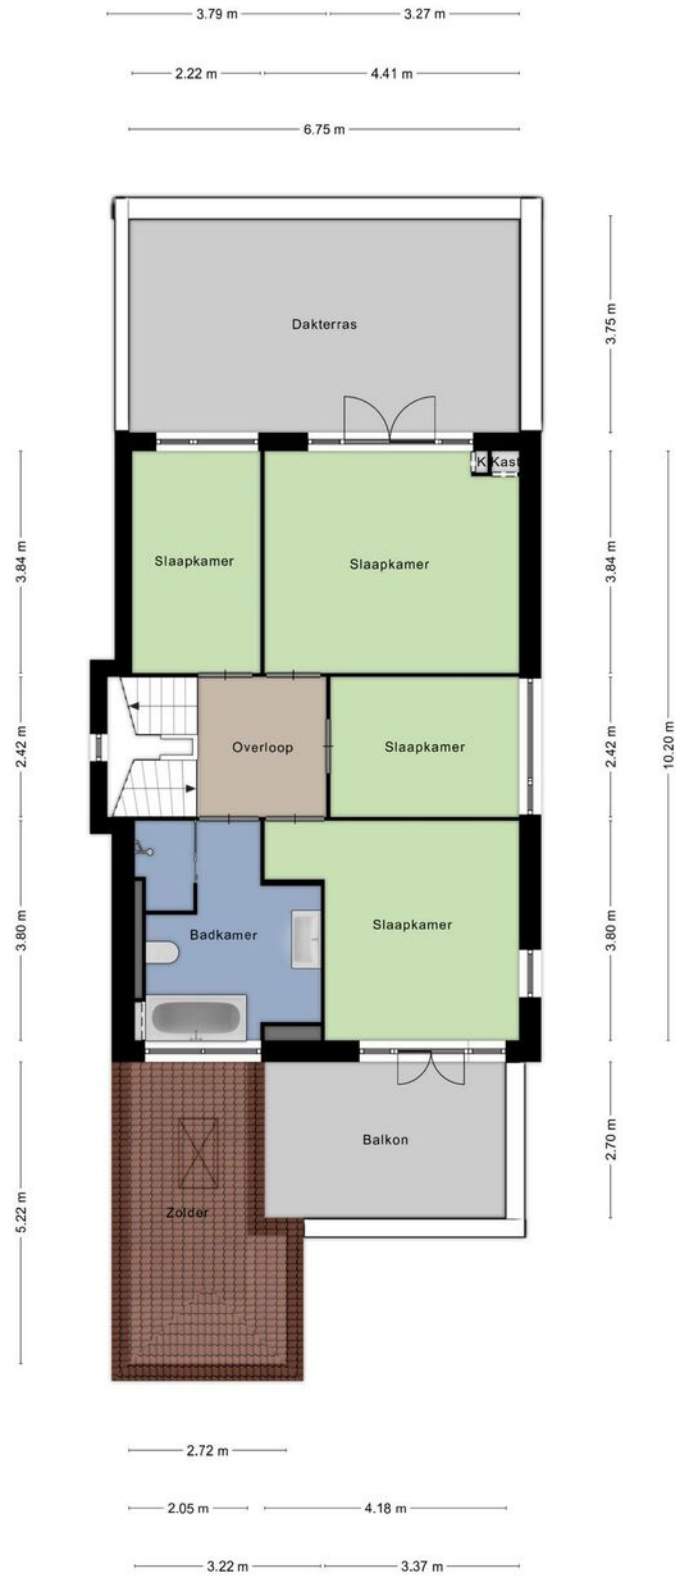 3.79 m
3.27 m
2.22 m
4.41 m
6.75 m
Dakterras
3.75 m
K
Kast
Slaapkamer
Slaapkamer
3.84 m
3.84 m
Overloop
Slaapkamer
2.42 m
2.42 m
10.20 m
Badkamer
Slaapkamer
3.80 m
3.80 m
Balkon
2.70 m
Zolder
5.22 m
2.72 m
2.05 m
4.18 m
3.22 m
3.37 m